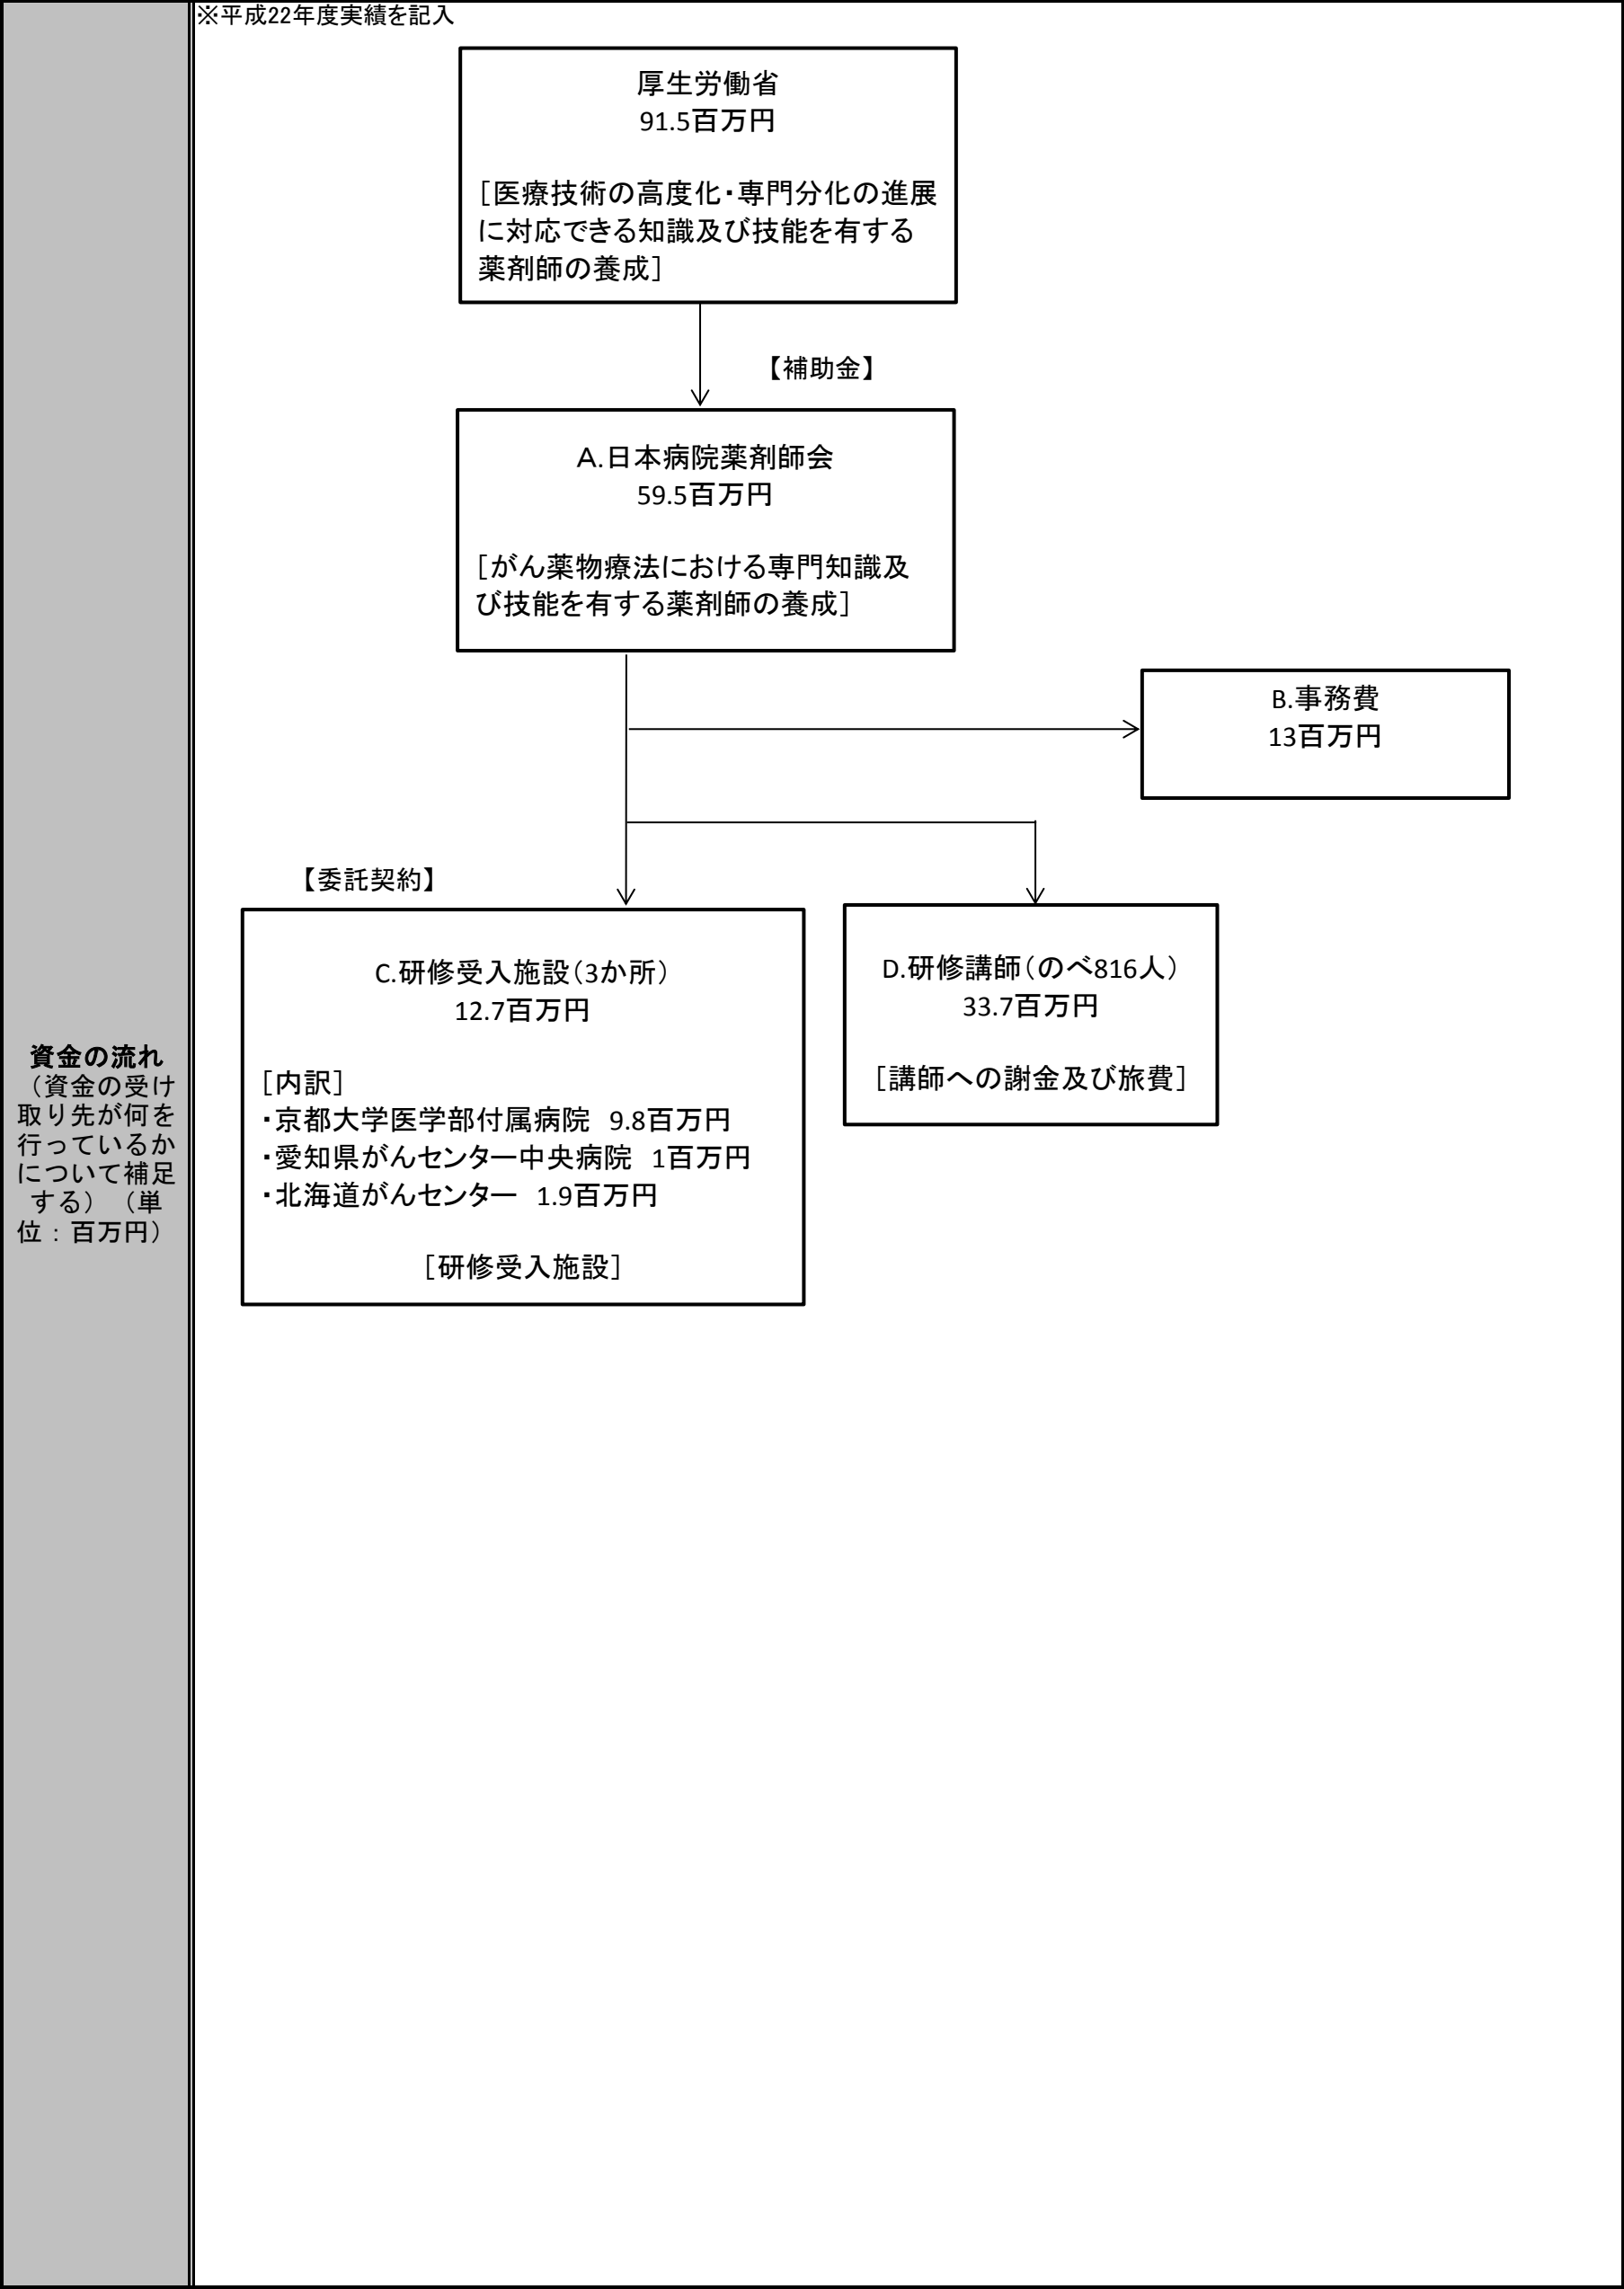 ※平成22年度実績を記入
厚生労働省
91.5百万円
［医療技術の高度化・専門分化の進展
に対応できる知識及び技能を有する
薬剤師の養成］
【補助金】
A.日本病院薬剤師会
59.5百万円
［がん薬物療法における専門知識及
び技能を有する薬剤師の養成］
B.事務費
13百万円
【委託契約】
C.研修受入施設（3か所）
12.7百万円
［内訳］
・京都大学医学部付属病院 9.8百万円
・愛知県がんセンター中央病院 1百万円
・北海道がんセンター 1.9百万円
［研修受入施設］
D.研修講師（のべ816人）
33.7百万円
［講師への謝金及び旅費］
資金の流れ
（資金の受け
取り先が何を
行っているか
について補足
する）（単
位：百万円）